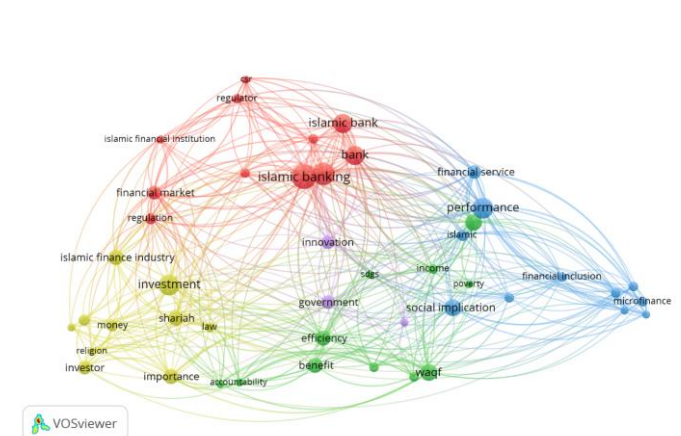 csr
regulator
islamic bank
islamic financial institution
bank
financial service
islamic banking
financial market
performance
regulation
islamic
innovation
islamic finance industry
income
sdgs
financial inclusion
investment
poverty
government
microfinance
social implication
shariah
money
law
efficiency
religion
benefit
investor
waqf
importance
accountability
VOSviewer